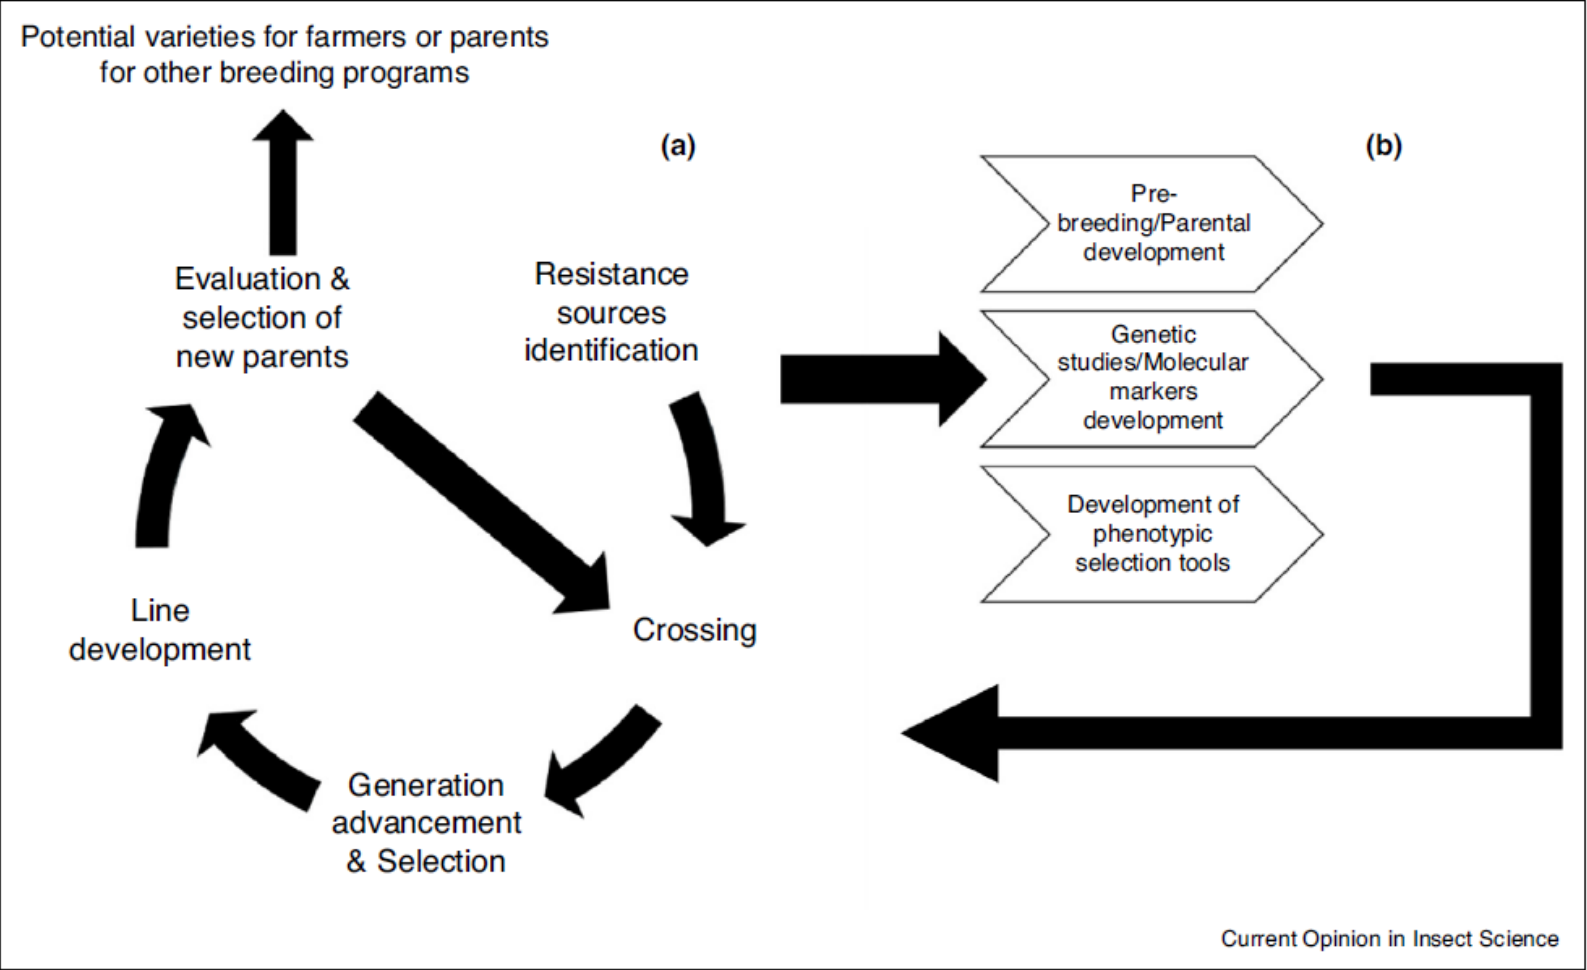 Potential varieties for farmers or parents
for other breeding programs
(a)
Evaluation &
selection of
new parents
Resistance
sources
identification
Crossing
Generation
advancement
& Selection
Line
development
(b)
Pre-
breeding/Parental
development
Genetic
studies/Molecular
markers
development
Development of
phenotypic
selection tools
Current Opinion in Insect Science